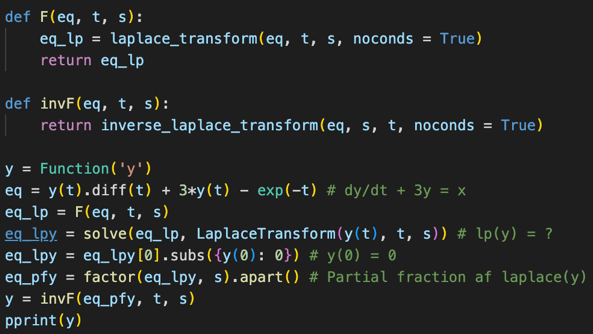 def F(eq, t, s):
    eq_lp = laplace_transform(eq, t, s, noconds = True)
    return eq_lp

def invF(eq, t, s):
    return inverse_laplace_transform(eq, s, t, noconds = True)

y = Function('y')
eq = y(t).diff(t) + 3*y(t) - exp(-t) # dy/dt + 3y = x
eq_lp = F(eq, t, s)
eq_lpy = solve(eq_lp, LaplaceTransform(y(t), t, s)) # lp(y) = ?
eq_lpy = eq_lpy[0].subs({y(0): 0}) # y(0) = 0
eq_pfy = factor(eq_lpy, s).apart() # Partial fraction af laplace(y)
y = invF(eq_pfy, t, s)
pprint(y)